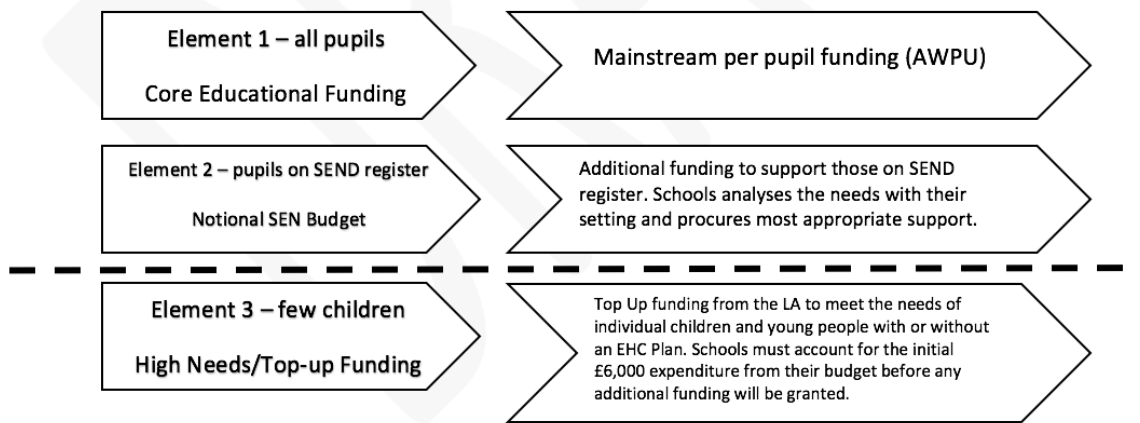 Element 1 – all pupils
Core Educational Funding
Mainstream per pupil funding (AWPU)
Element 2 – pupils on SEND register
Notional SEN Budget
Additional funding to support those on SEND
register. Schools analyses the needs with their
setting and procures most appropriate support.
Element 3 – few children
High Needs/Top-up Funding
Top Up funding from the LA to meet the needs of
individual children and young people with or without
an EHC Plan. Schools must account for the initial
£6,000 expenditure from their budget before any
additional funding will be granted.